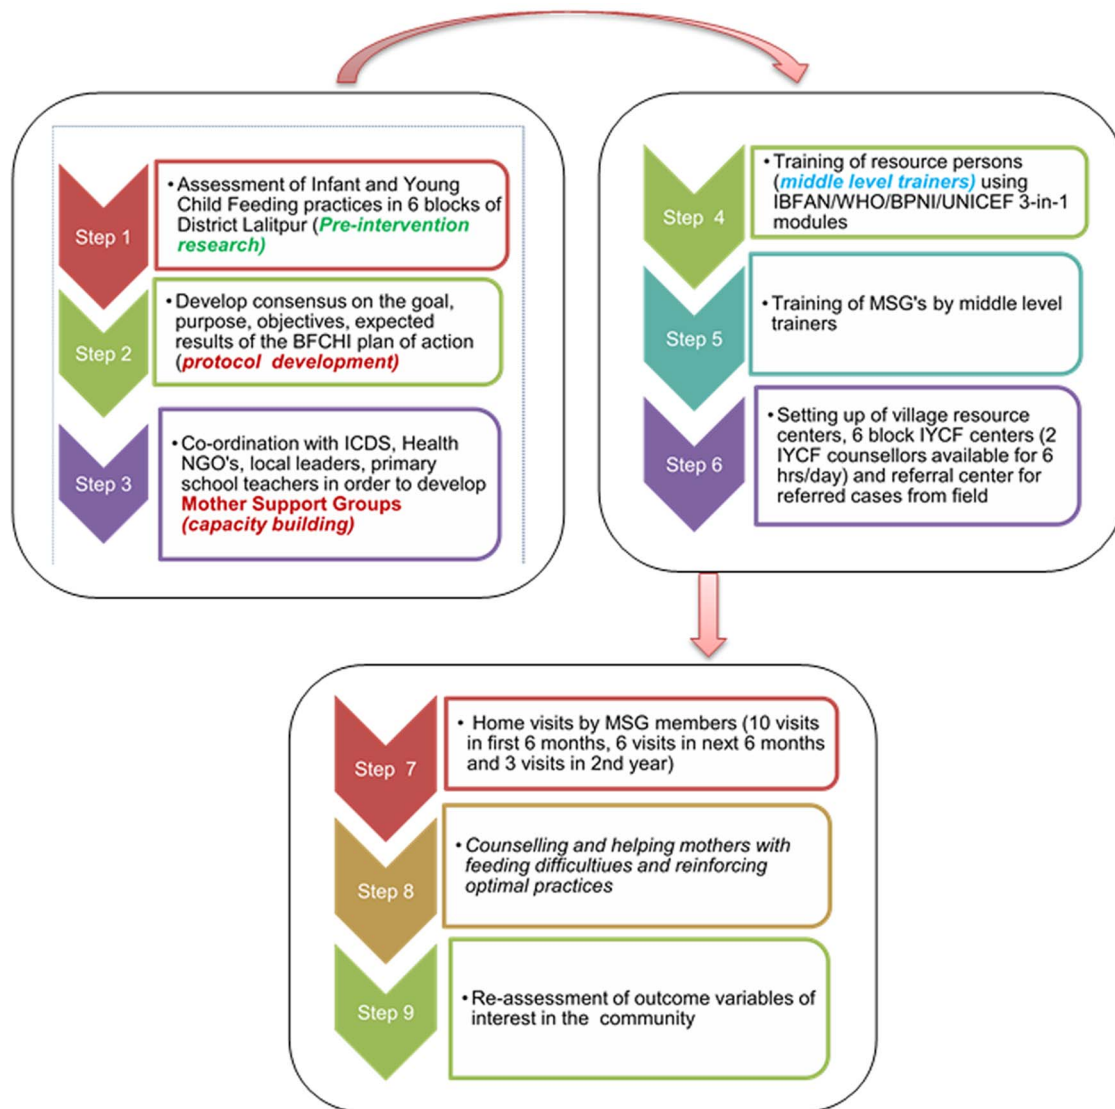 Step 1
• Assessment of Infant and Young
Child Feeding practices in 6 blocks of
District Lalitpur (Pre-intervention
research)
Step 2
• Develop consensus on the goal,
purpose, objectives, expected
results of the BFCHI plan of action
(protocol development)
Step 3
• Co-ordination with ICDS, Health
NGO's, local leaders, primary
school teachers in order to develop
Mother Support Groups
(capacity building)
Step 4
• Training of resource persons
(middle level trainers) using
IBFAN/WHO/BPNI/UNICEF 3-in-1
modules
Step 5
• Training of MSG's by middle level
trainers
Step 6
• Setting up of village resource
centers, 6 block IYCF centers (2
IYCF counsellors available for 6
hrs/day) and referral center for
referred cases from field
Step 7
• Home visits by MSG members (10 visits
in first 6 months, 6 visits in next 6 months
and 3 visits in 2nd year)
Step 8
• Counselling and helping mothers with
feeding difficultiues and reinforcing
optimal practices
Step 9
• Re-assessment of outcome variables of
interest in the community